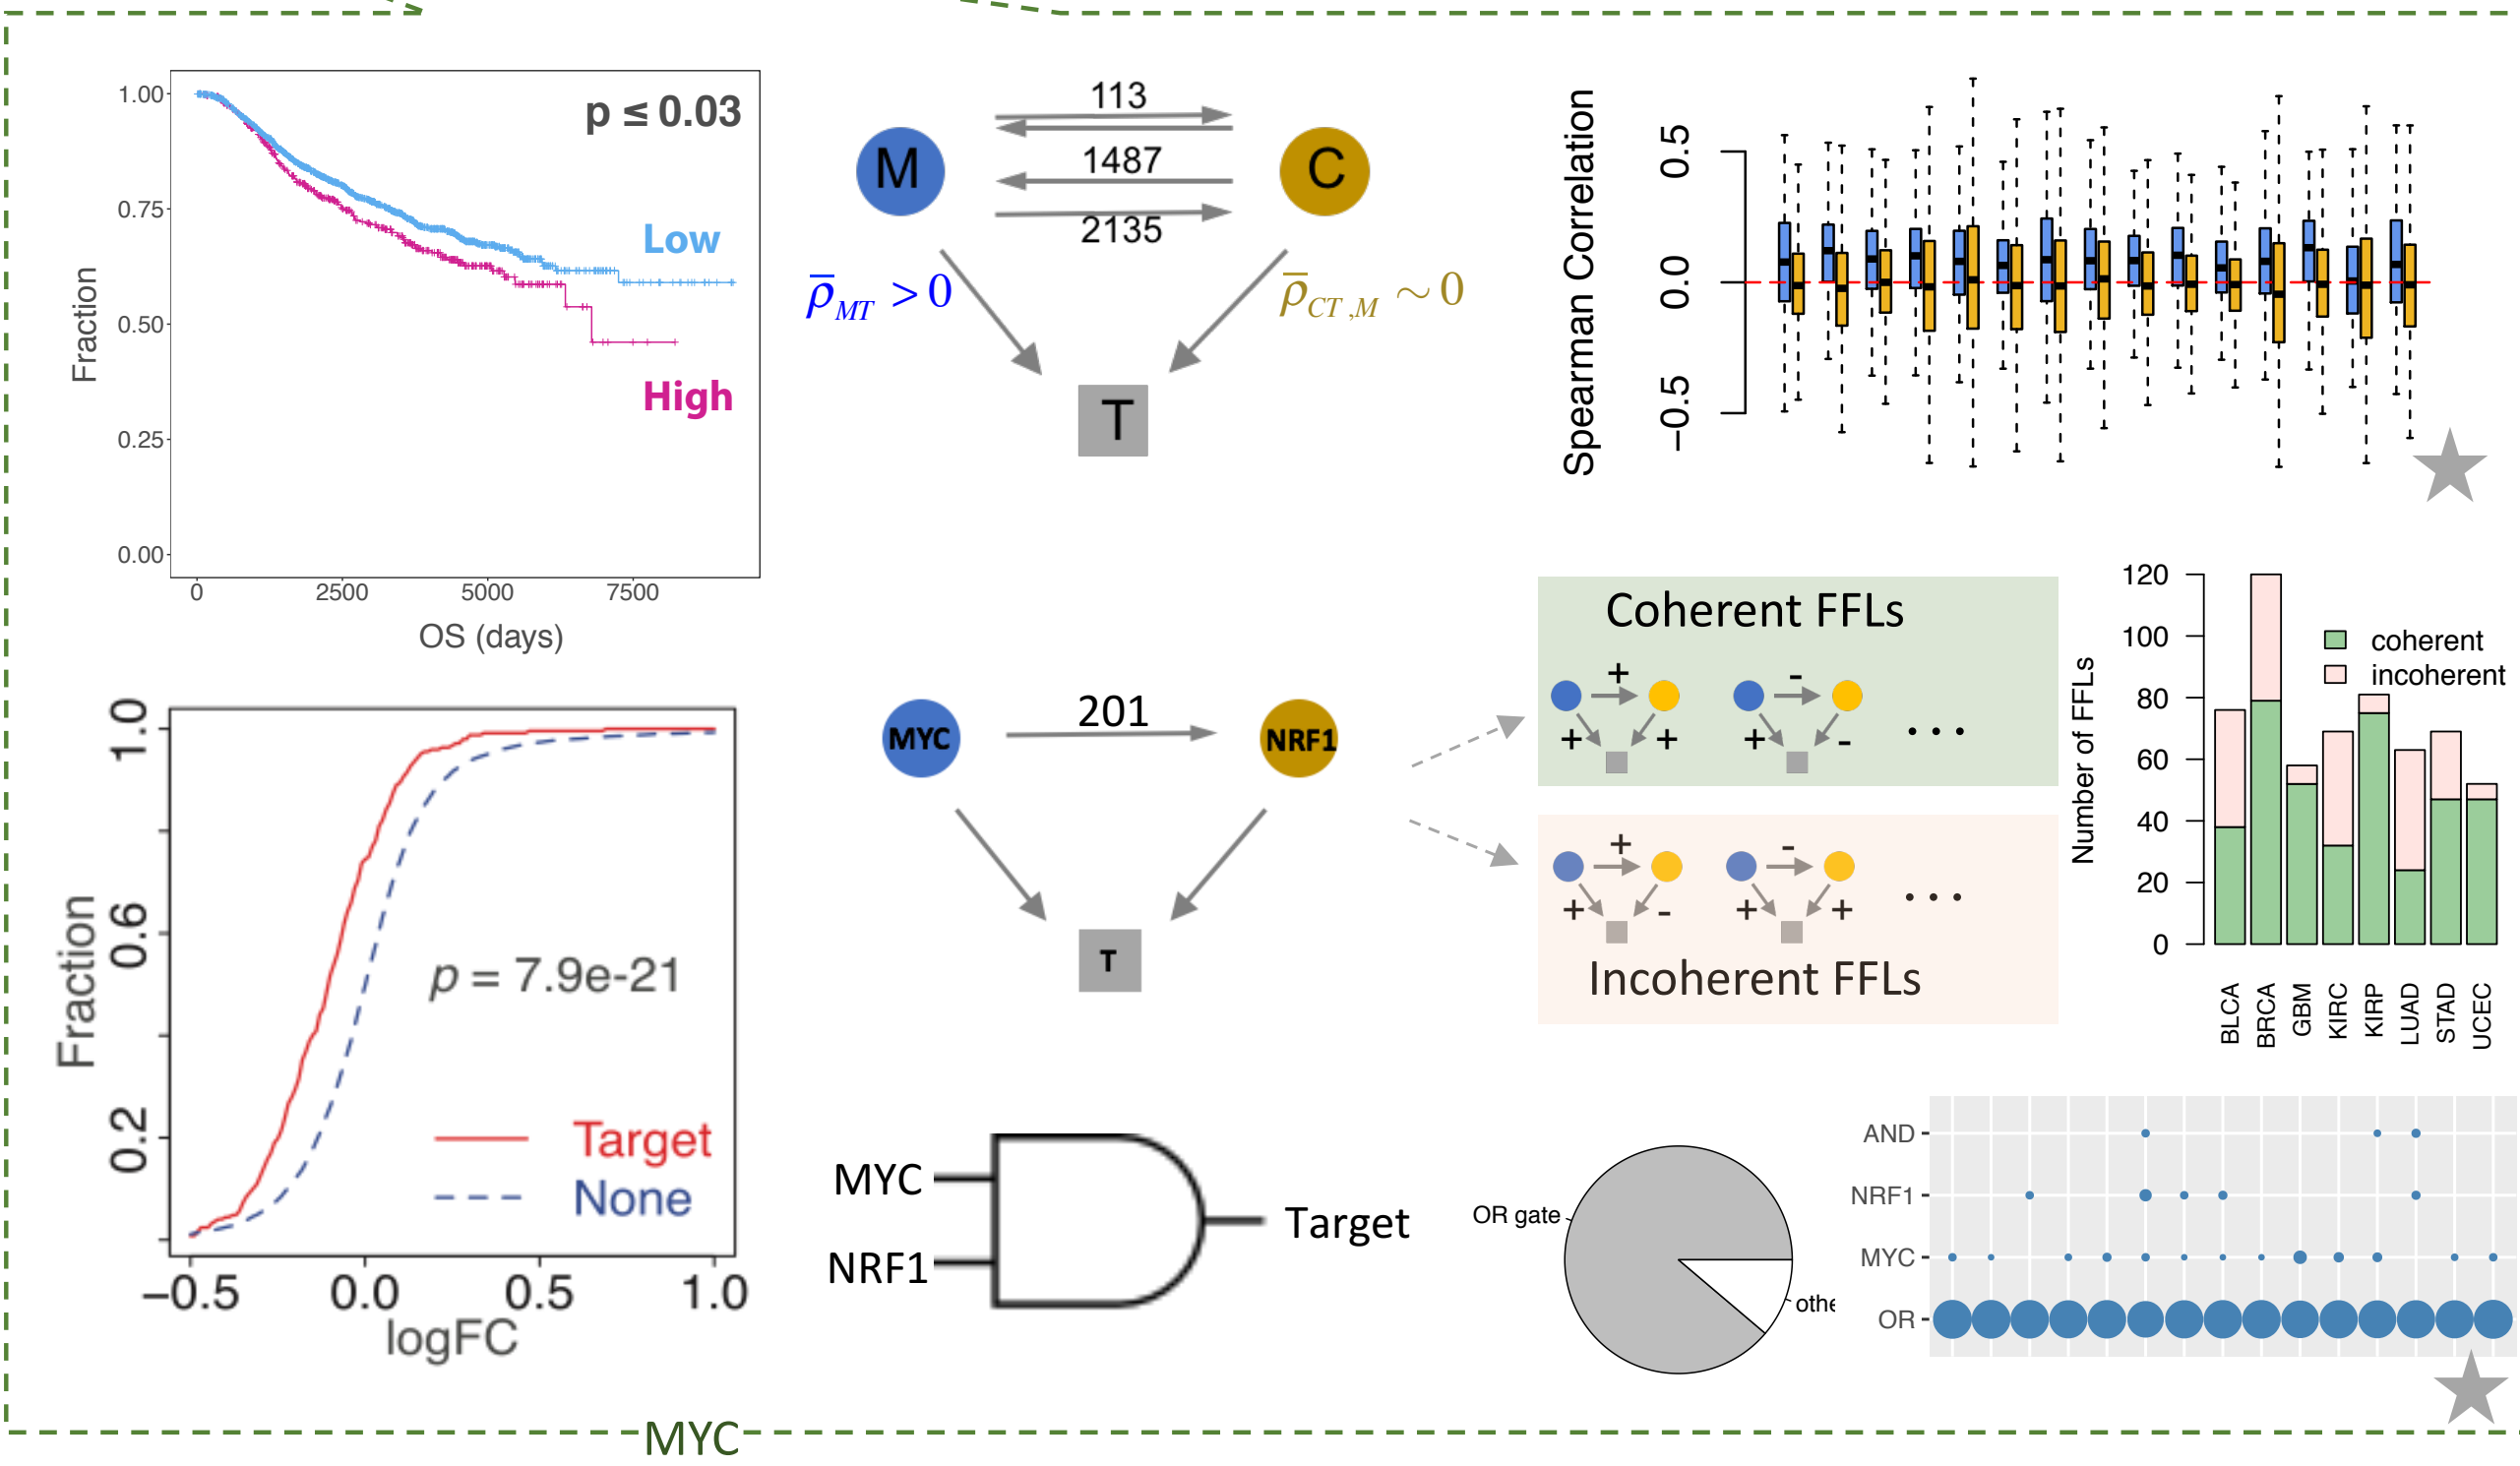 1.00
0.75
0.50
0.25
0.00
Fraction
p ≤ 0.03
Low
High
0
2500
5000
7500
OS (days)
113
M
C
1487
2135
ρ̄MT > 0
ρ̄CT,M ~ 0
T
Spearman Correlation
0.5
0.0
−0.5
1.0
0.6
0.2
Fraction
p = 7.9e-21
Target
None
−0.5
0.0
0.5
1.0
logFC
MYC
201
NRF1
T
Coherent FFLs
+
-
+
+
+
-
...
+
-
+
-
+
+
...
Incoherent FFLs
Number of FFLs
120
100
80
60
40
20
0
coherent
incoherent
BLCA
BRCA
GBM
KIRC
KIRP
LUAD
STAD
UCEC
MYC
NRF1
Target
OR gate
othe
AND
NRF1
MYC
OR
MYC